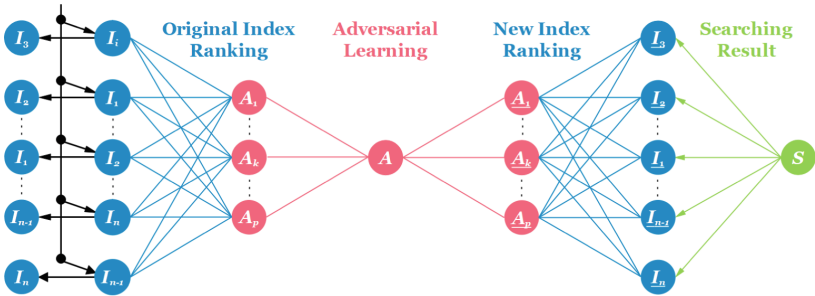 Original Index Ranking
Adversarial Learning
New Index Ranking
Searching Result
I3 Ii I3
I2 I1 A1 A1 I2
I1 I2 Ak A Ak I1 S
In-1 In Ap Ap In-1
In In-1 In